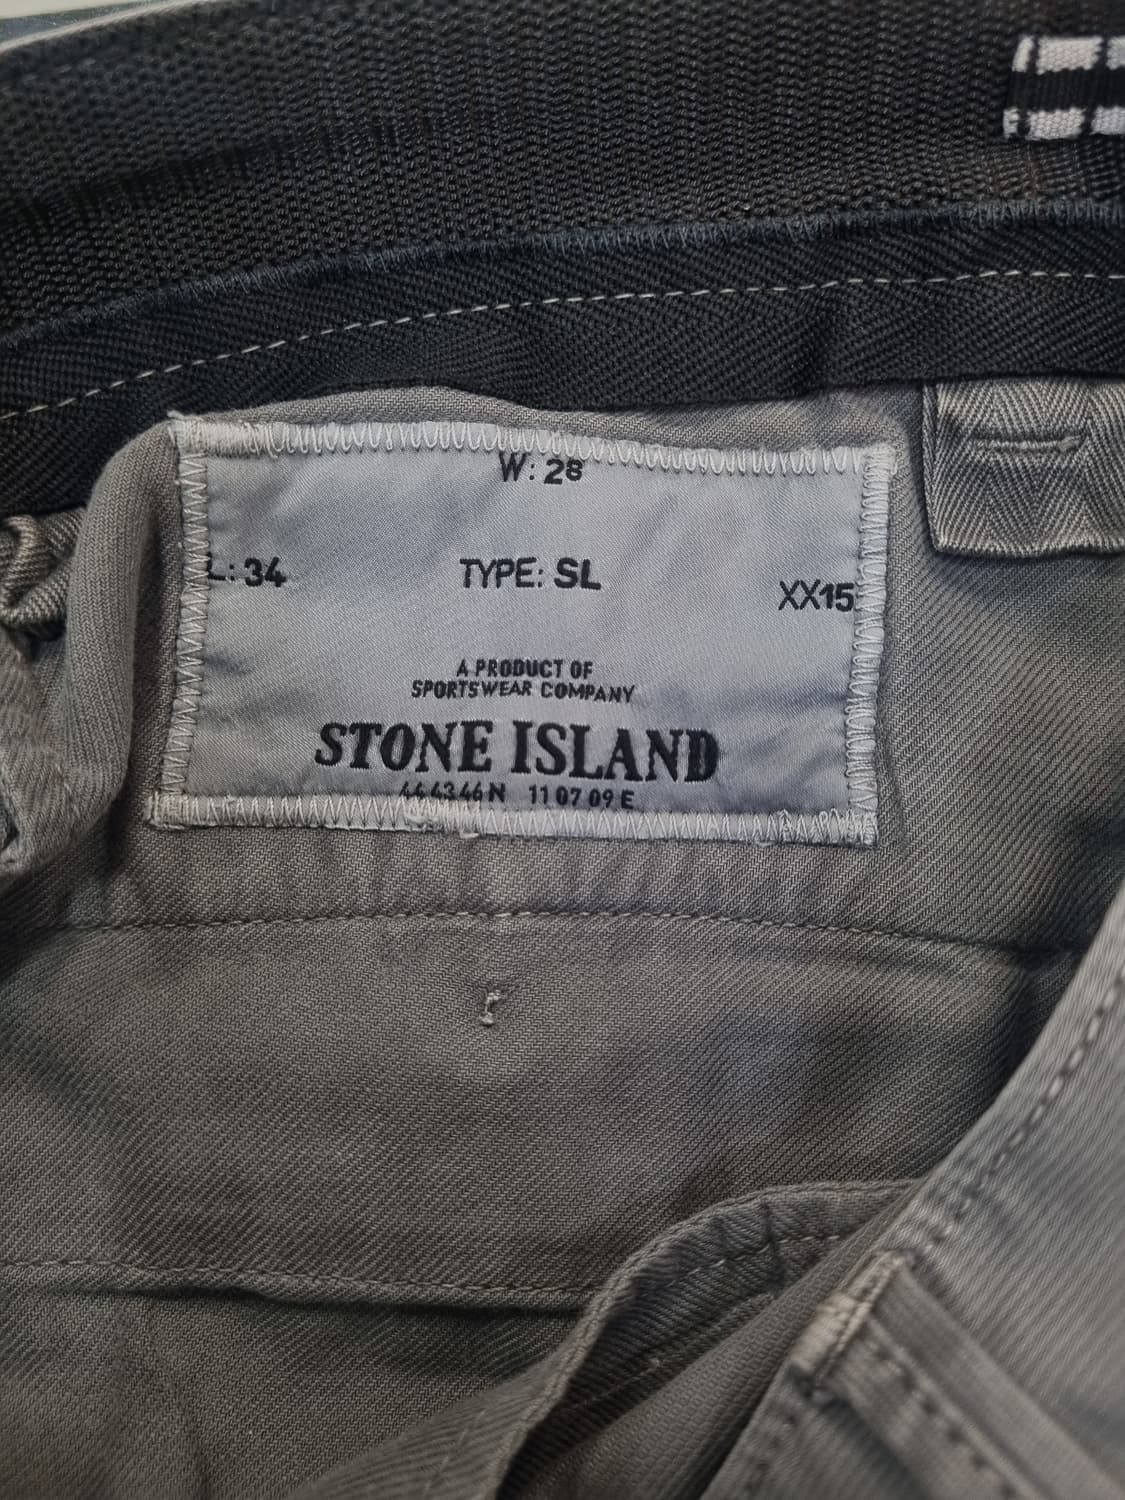 W: 28
L: 34
TYPE: SL
XX15
A PRODUCT OF
SPORTSWEAR COMPANY
STONE ISLAND
44 43 46 N 11 07 09 E